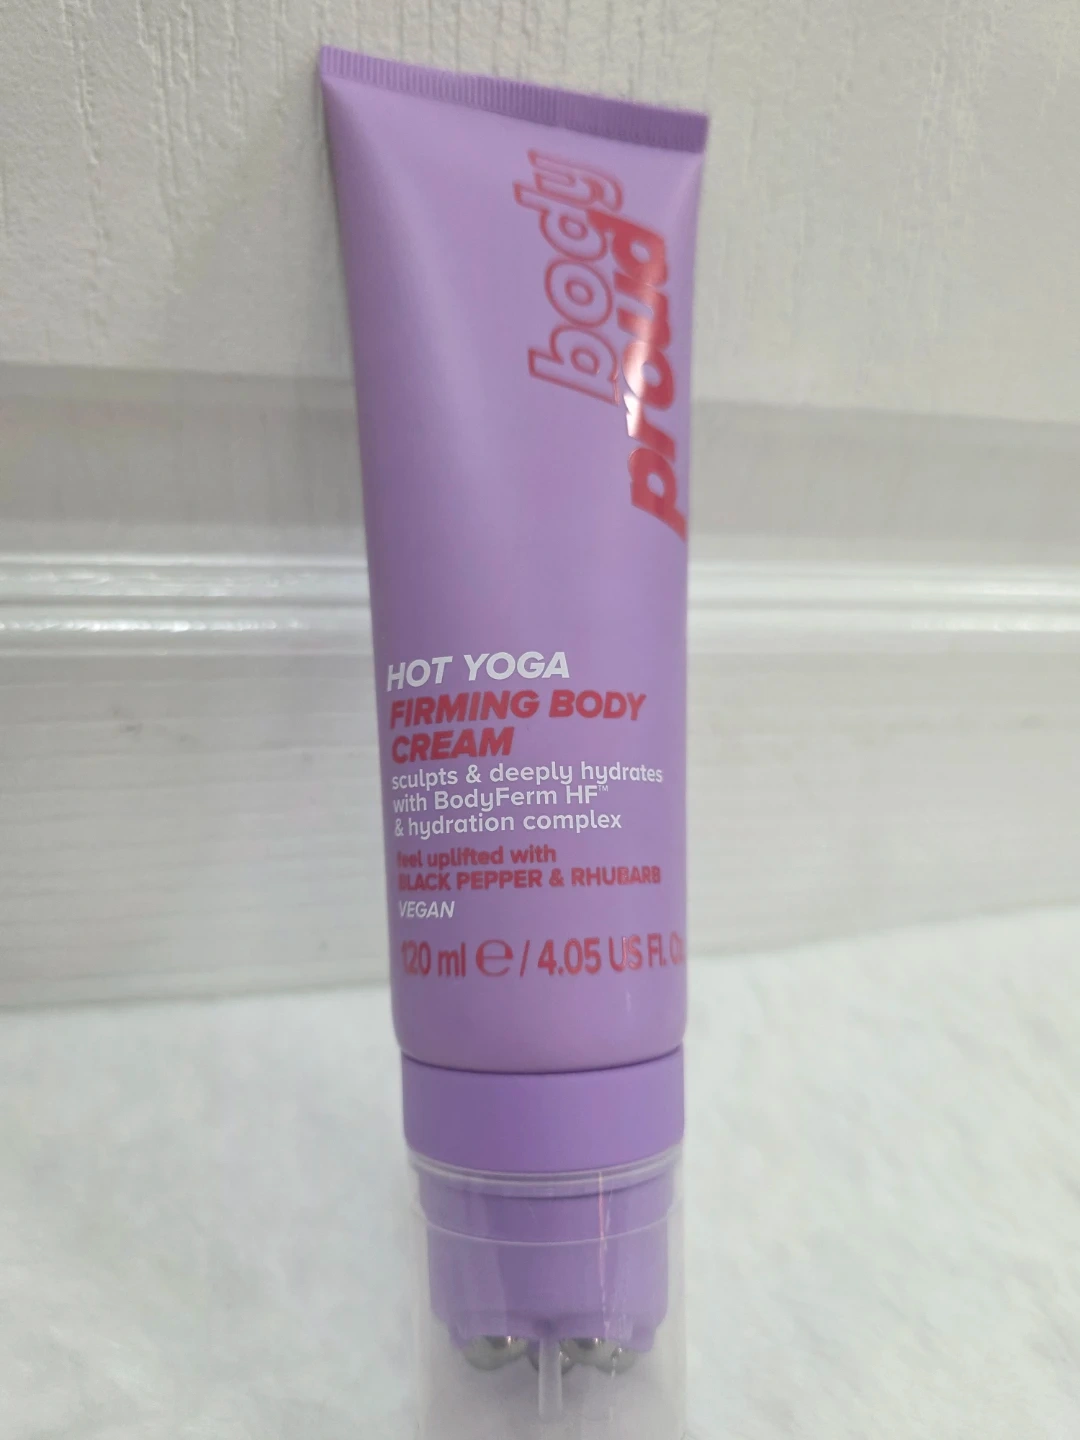 body
proud
HOT YOGA
FIRMING BODY
CREAM
sculpts & deeply hydrates
with BodyFerm HF™
& hydration complex
feel uplifted with
BLACK PEPPER & RHUBARB
VEGAN
120 ml ℮ / 4.05 US Fl. Oz